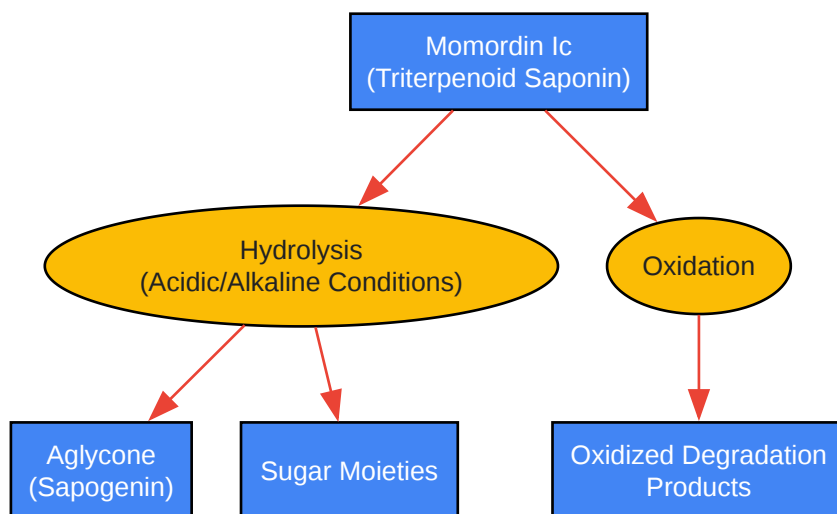 Momordin Ic
(Triterpenoid Saponin)
Hydrolysis
(Acidic/Alkaline Conditions)
Oxidation
Aglycone
(Sapogenin)
Sugar Moieties
Oxidized Degradation
Products